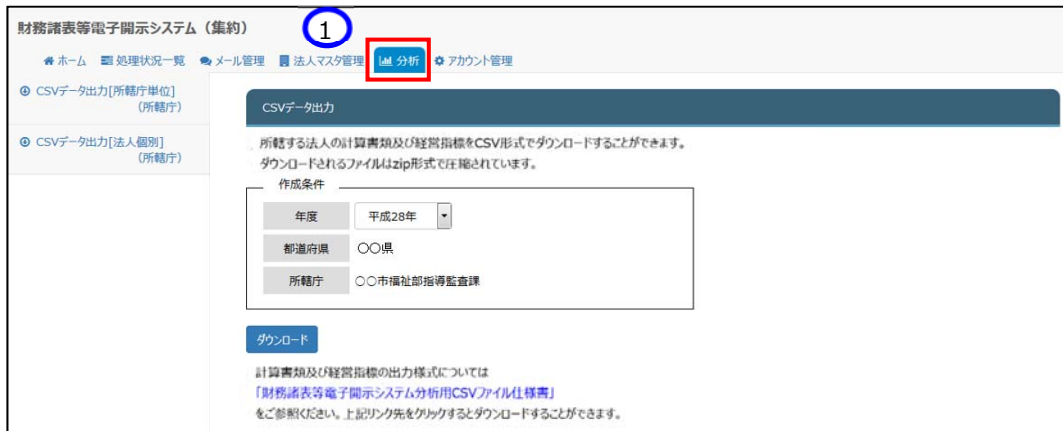 財務諸表等電子開示システム（集約）
1
ホーム 処理状況一覧 メール管理 法人マスタ管理 分析 アカウント管理
CSVデータ出力[所轄庁単位]
（所轄庁）
CSVデータ出力[法人個別]
（所轄庁）
CSVデータ出力
所轄する法人の計算書類及び経営指標をCSV形式でダウンロードすることができます。
ダウンロードされるファイルはzip形式で圧縮されています。
作成条件
年度 平成28年
都道府県 〇〇県
所轄庁 〇〇市福祉部指導監査課
ダウンロード
計算書類及び経営指標の出力様式については
「財務諸表等電子開示システム分析用CSVファイル仕様書」
をご参照ください。上記リンク先をクリックするとダウンロードすることができます。